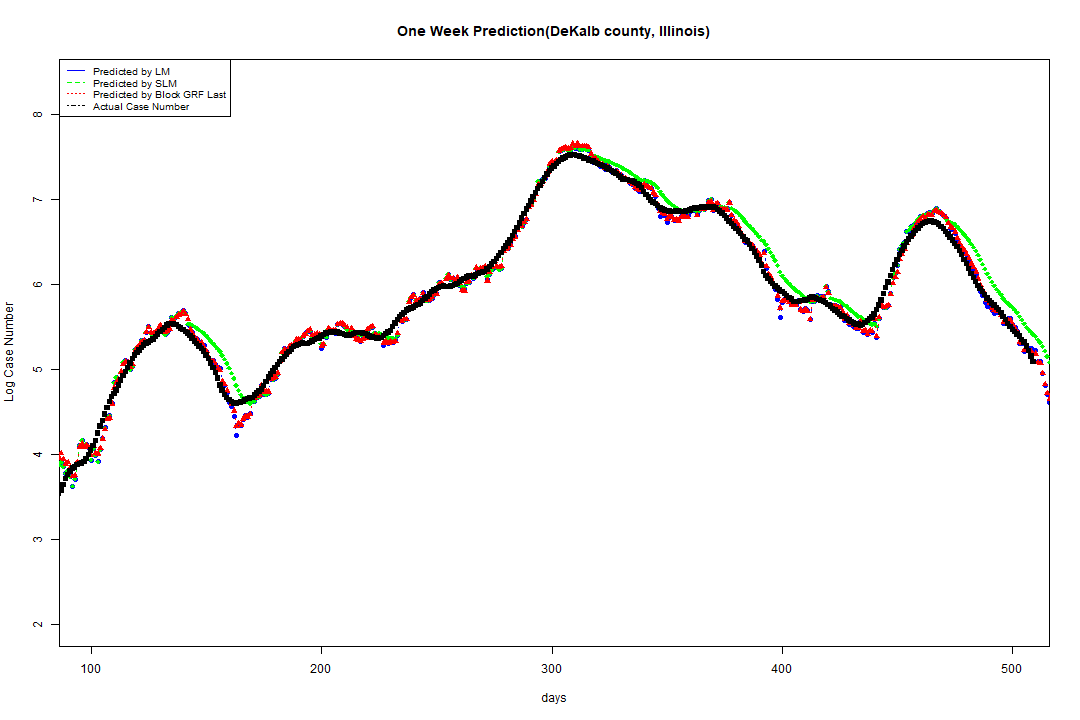 One Week Prediction(DeKalb county, Illinois)
Predicted by LM
Predicted by SLM
Predicted by Block GRF Last
Actual Case Number
8
7
6
5
4
3
2
Log Case Number
100 200 300 400 500
days